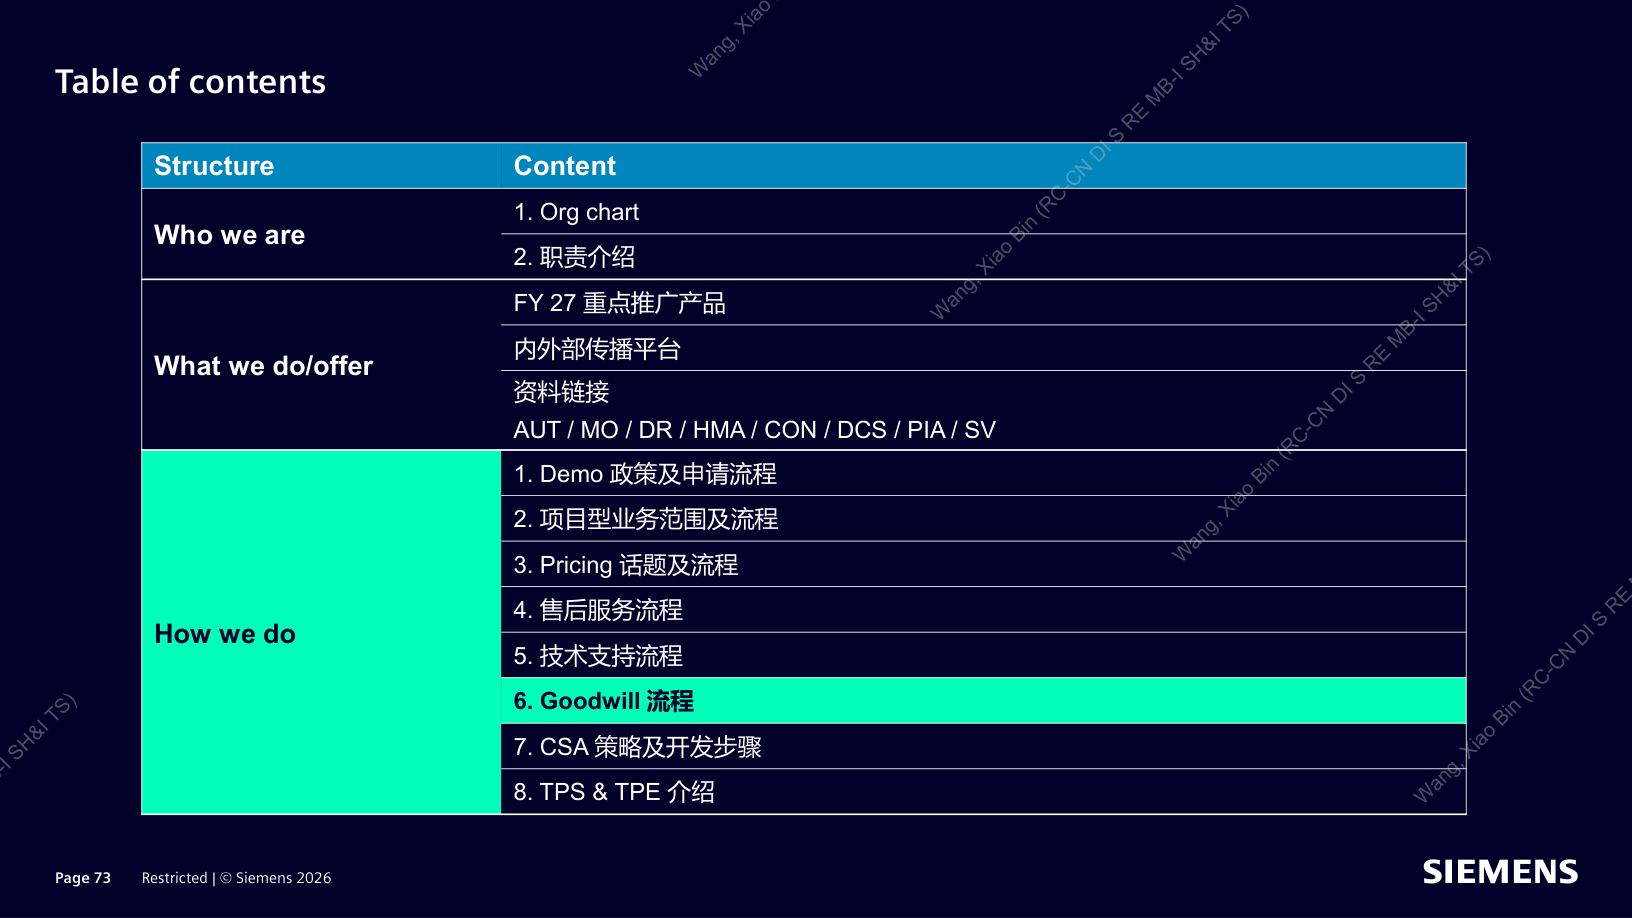 Wang, Xiao
Table of contents
Wang, Xiao Bin (RC-CN DI S RE MB-I SH&I TS)
Structure
Content
Who we are
1. Org chart
2. 职责介绍
Wang, Xiao Bin (RC-CN DI S RE MB-I SH&I TS)
What we do/offer
FY 27 重点推广产品
内外部传播平台
资料链接
AUT / MO / DR / HMA / CON / DCS / PIA / SV
How we do
1. Demo 政策及申请流程
2. 项目型业务范围及流程
3. Pricing 话题及流程
4. 售后服务流程
5. 技术支持流程
6. Goodwill 流程
7. CSA 策略及开发步骤
8. TPS & TPE 介绍
Wang, Xiao Bin (RC-CN DI S RE
-I SH&I TS)
Page 73
Restricted | © Siemens 2026
SIEMENS